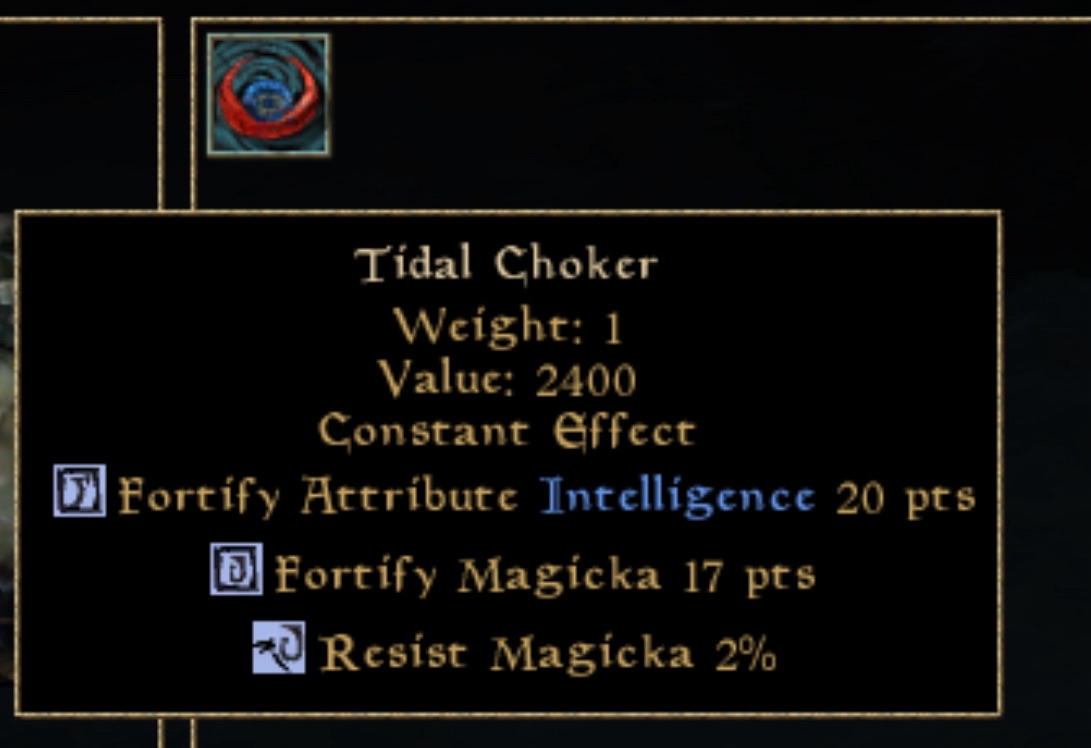 Tidal Choker
Weight: 1
Value: 2400
Constant Effect
Fortify Attribute Intelligence 20 pts
Fortify Magicka 17 pts
Resist Magicka 2%